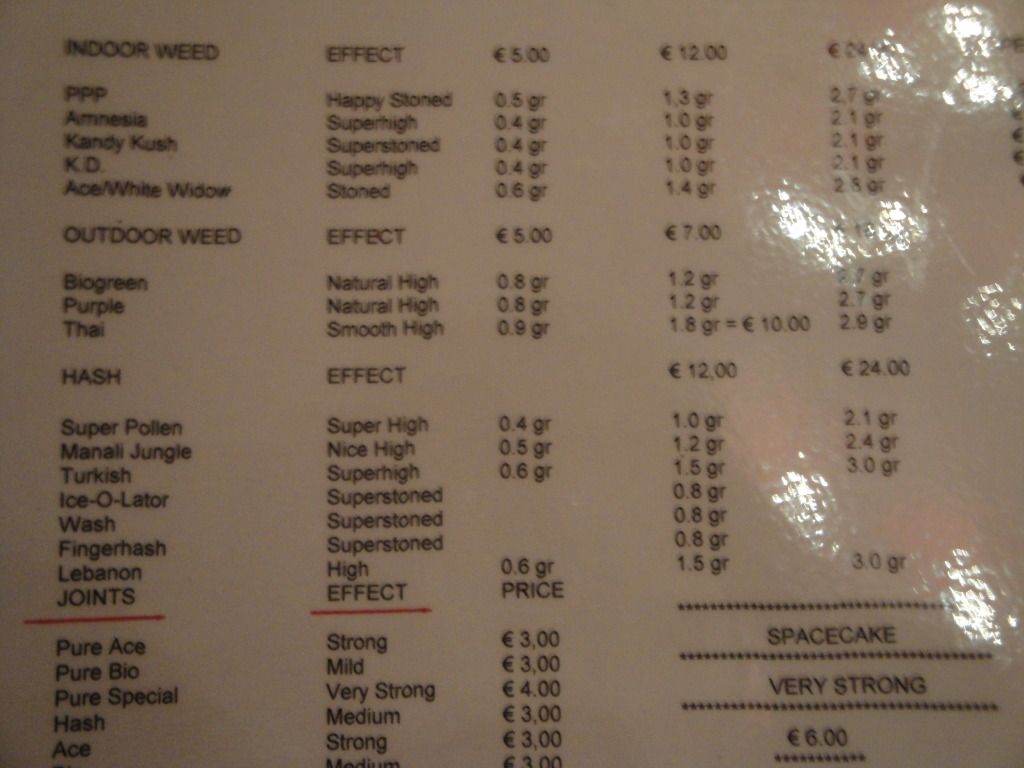 INDOOR WEED EFFECT € 5.00 € 12.00
PPP Happy Stoned 0.5 gr 1,3 gr 2,7 gr
Amnesia Superhigh 0.4 gr 1.0 gr 2.1 gr
Kandy Kush Superstoned 0.4 gr 1.0 gr 2.1 gr
K.D. Superhigh 0.4 gr 1.0 gr 2.1 gr
Ace/White Widow Stoned 0.6 gr 1.4 gr 2.8 gr
OUTDOOR WEED EFFECT € 5.00 € 7.00
Biogreen Natural High 0.8 gr 1.2 gr 2.7 gr
Purple Natural High 0.8 gr 1.2 gr 2.7 gr
Thai Smooth High 0.9 gr 1.8 gr = € 10.00 2.9 gr
HASH EFFECT € 12,00 € 24.00
Super Pollen Super High 0.4 gr 1.0 gr 2.1 gr
Manali Jungle Nice High 0.5 gr 1.2 gr 2.4 gr
Turkish Superhigh 0.6 gr 1.5 gr 3.0 gr
Ice-O-Lator Superstoned 0.8 gr
Wash Superstoned 0.8 gr
Fingerhash Superstoned 0.8 gr
Lebanon High 0.6 gr 1.5 gr 3.0 gr
JOINTS EFFECT PRICE
Pure Ace Strong € 3,00
Pure Bio Mild € 3,00
Pure Special Very Strong € 4.00
Hash Medium € 3,00
Ace Strong € 3,00
Medium € 3,00
SPACECAKE
VERY STRONG
€ 6.00